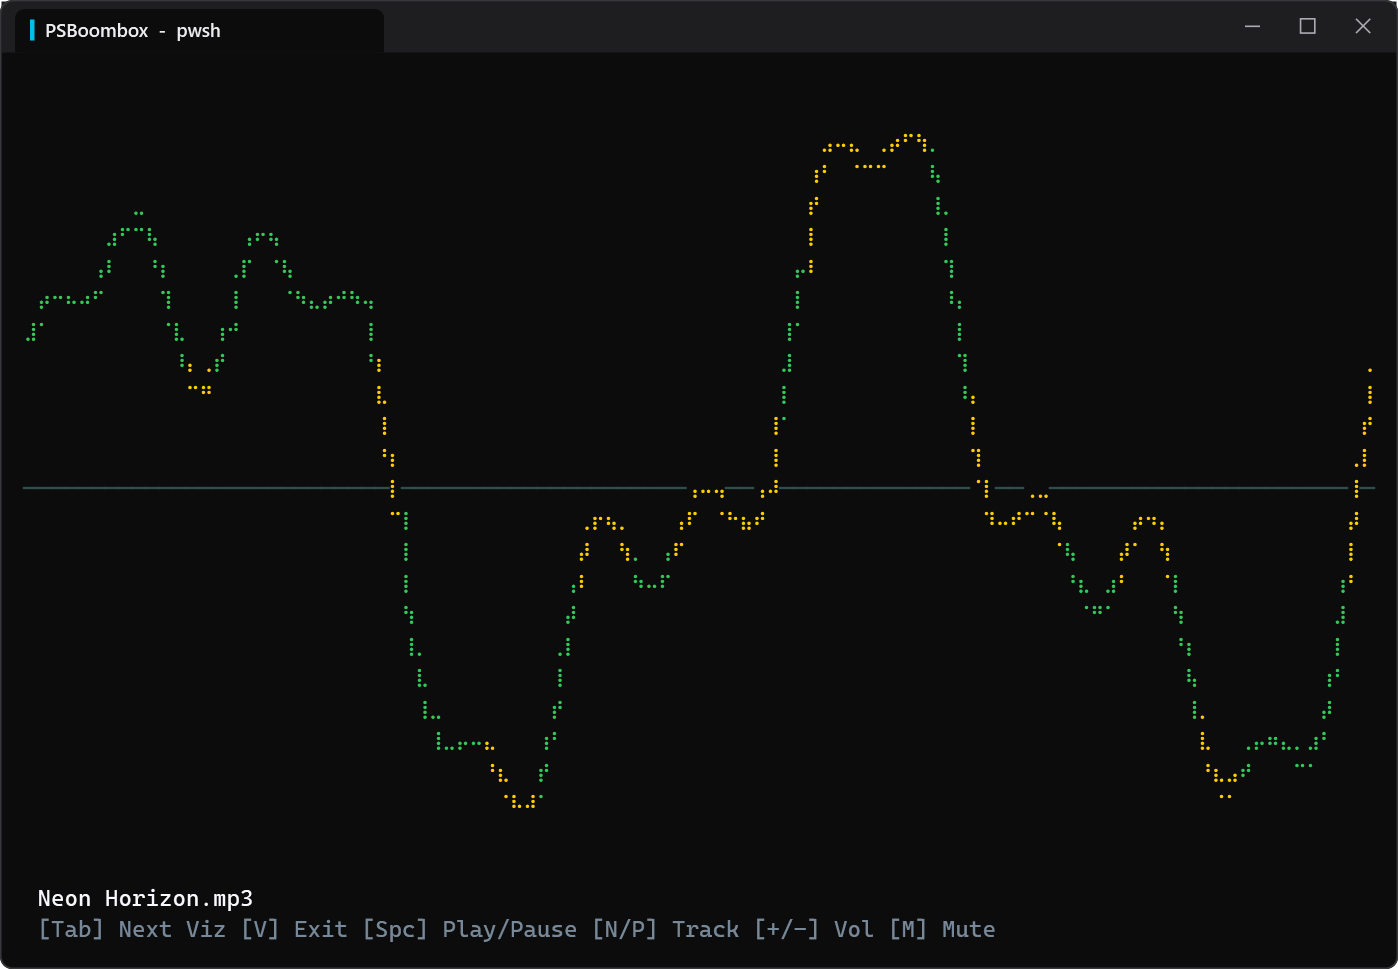 PSBoombox - pwsh
Neon Horizon.mp3
[Tab] Next Viz [V] Exit [Spc] Play/Pause [N/P] Track [+/-] Vol [M] Mute